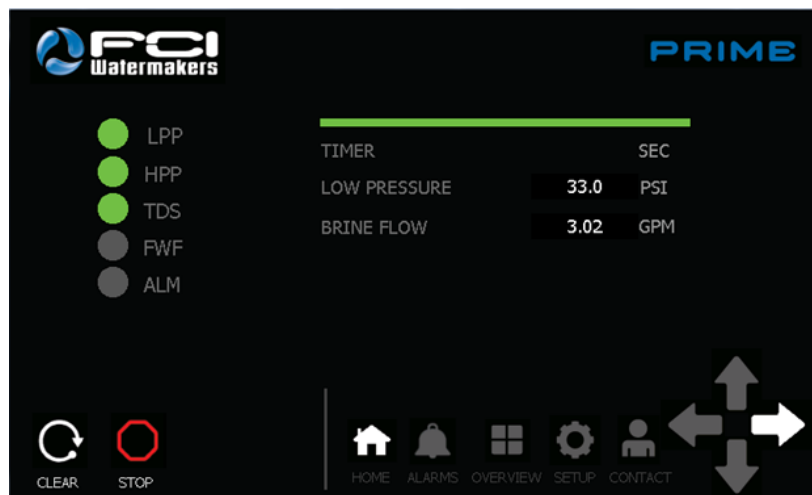 FCI
Watermakers
PRIME
LPP
HPP
TDS
FWF
ALM
TIMER SEC
LOW PRESSURE 33.0 PSI
BRINE FLOW 3.02 GPM
CLEAR STOP HOME ALARMS OVERVIEW SETUP CONTACT